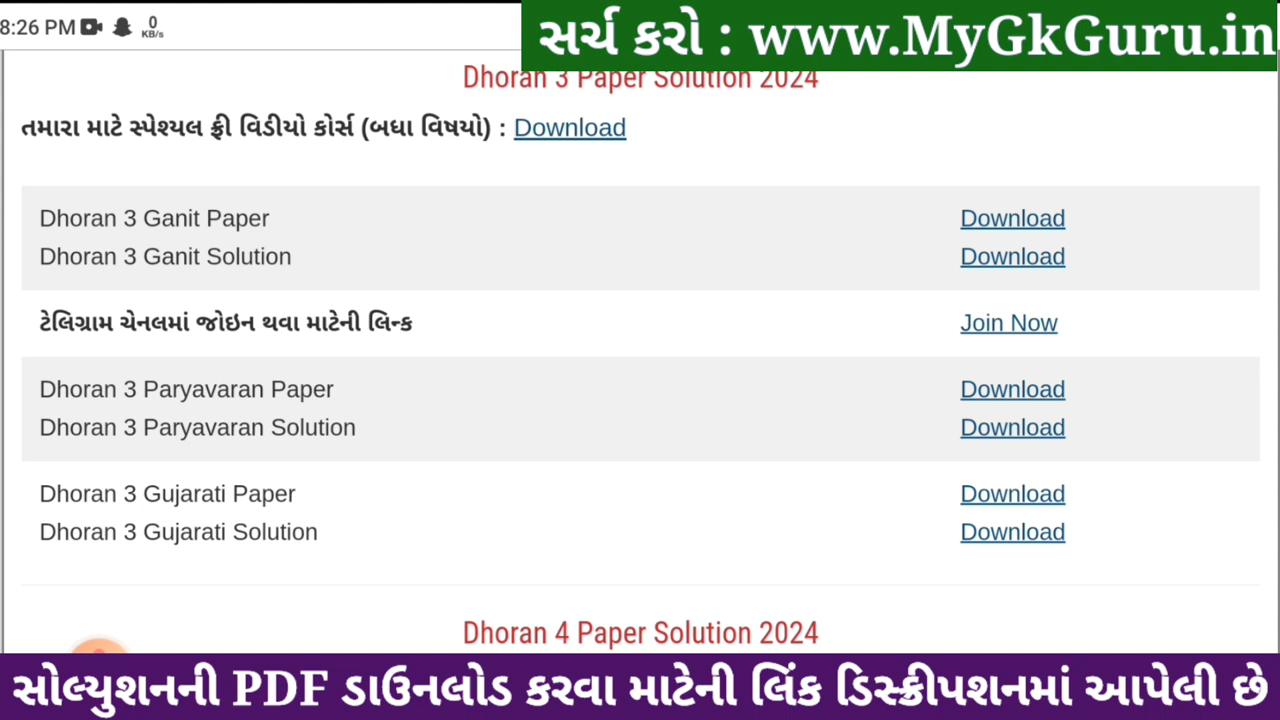 8:26 PM 0 KB/s
સર્ચ કરો : www.MyGkGuru.in
Dhoran 3 Paper Solution 2024
તમારા માટે સ્પેશ્યલ ફ્રી વિડીયો કોર્સ (બધા વિષયો) : Download
Dhoran 3 Ganit Paper Download
Dhoran 3 Ganit Solution Download
ટેલિગ્રામ ચેનલમાં જોઇન થવા માટેની લિન્ક Join Now
Dhoran 3 Paryavaran Paper Download
Dhoran 3 Paryavaran Solution Download
Dhoran 3 Gujarati Paper Download
Dhoran 3 Gujarati Solution Download
Dhoran 4 Paper Solution 2024
સોલ્યુશનની PDF ડાઉનલોડ કરવા માટેની લિંક ડિસ્ક્રીપશનમાં આપેલી છે